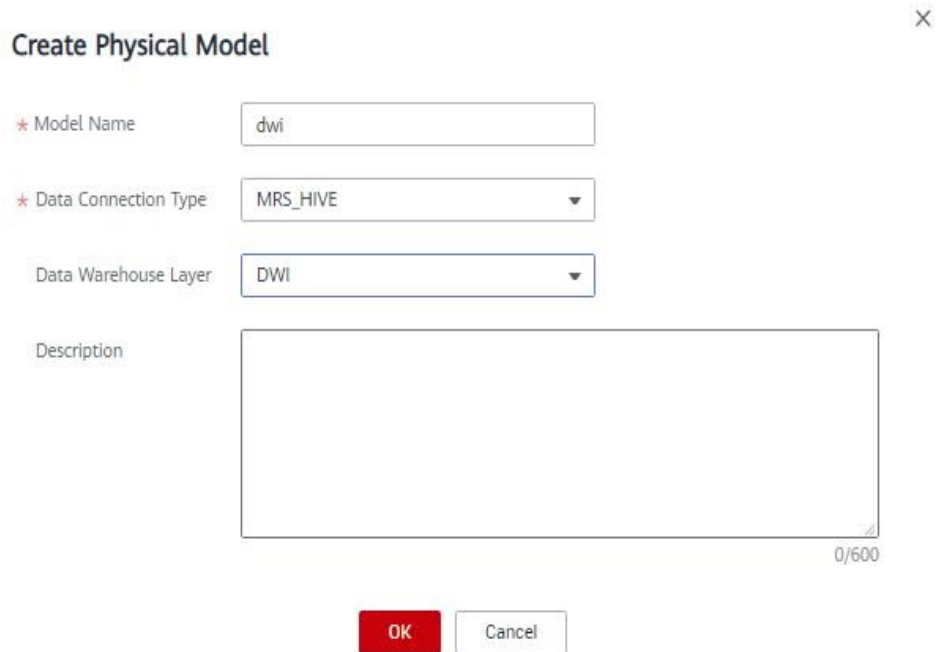 Create Physical Model
* Model Name dwi
* Data Connection Type MRS_HIVE
Data Warehouse Layer DWI
Description
0/600
OK Cancel